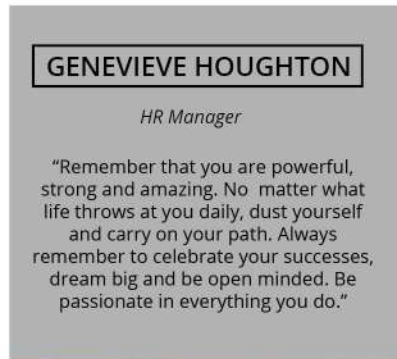 GENEVIEVE HOUGHTON
HR Manager
“Remember that you are powerful,
strong and amazing. No  matter what
life throws at you daily, dust yourself
and carry on your path. Always
remember to celebrate your successes,
dream big and be open minded. Be
passionate in everything you do.”